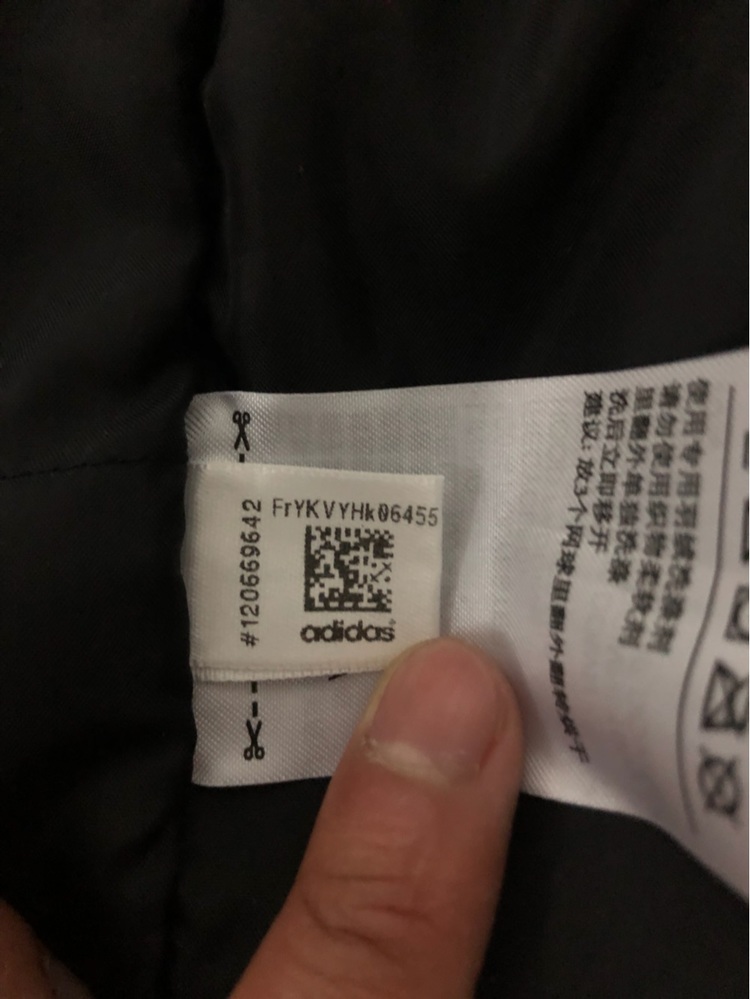 #120669642
FrYKVYHk06455
adidas
使用专用羽绒洗涤剂
请勿使用织物柔软剂
里翻外单独洗涤
洗后立即移开
建议：放3个网球里翻外翻转烘干